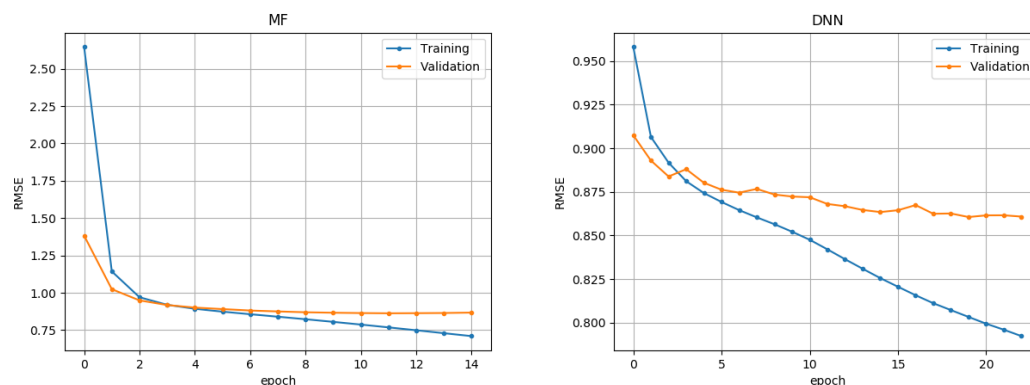 MF
Training
Validation
2.50
2.25
2.00
1.75
1.50
1.25
1.00
0.75
RMSE
0 2 4 6 8 10 12 14
epoch
DNN
Training
Validation
0.950
0.925
0.900
0.875
0.850
0.825
0.800
RMSE
0 5 10 15 20
epoch